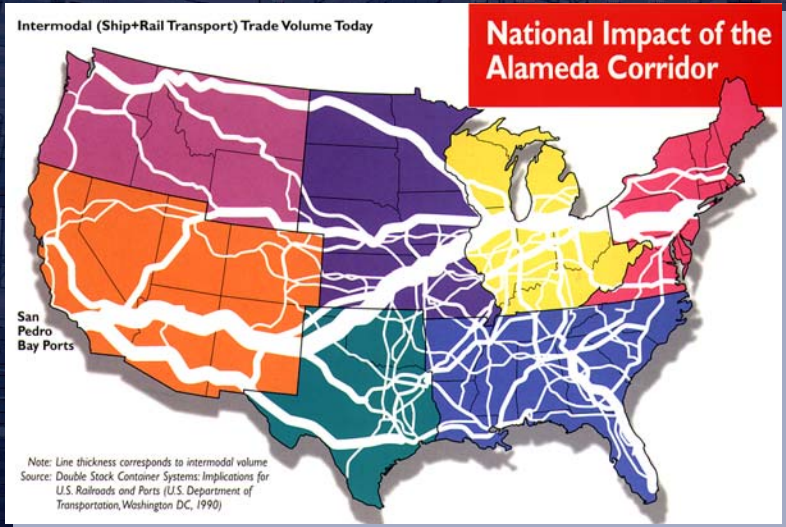 Intermodal (Ship+Rail Transport) Trade Volume Today
National Impact of the
Alameda Corridor
San
Pedro
Bay Ports
Note: Line thickness corresponds to intermodal volume
Source: Double Stack Container Systems: Implications for
U.S. Railroads and Ports (U.S. Department of
Transportation, Washington DC, 1990)